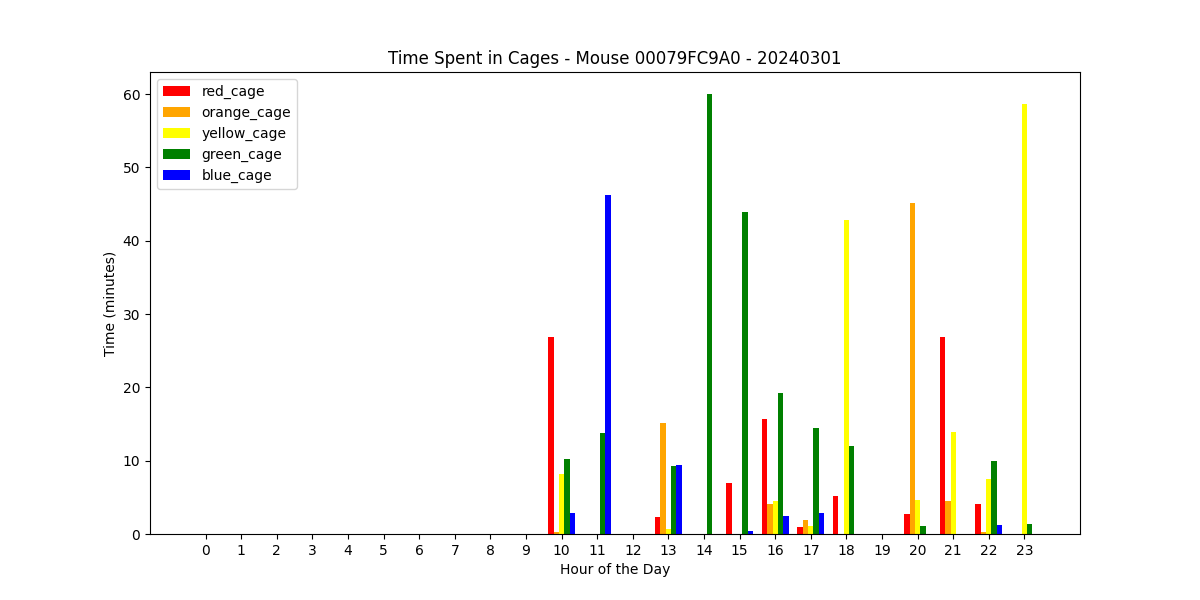 Time Spent in Cages - Mouse 00079FC9A0 - 20240301
red_cage
orange_cage
yellow_cage
green_cage
blue_cage
60
50
40
30
20
10
0
Time (minutes)
0 1 2 3 4 5 6 7 8 9 10 11 12 13 14 15 16 17 18 19 20 21 22 23
Hour of the Day